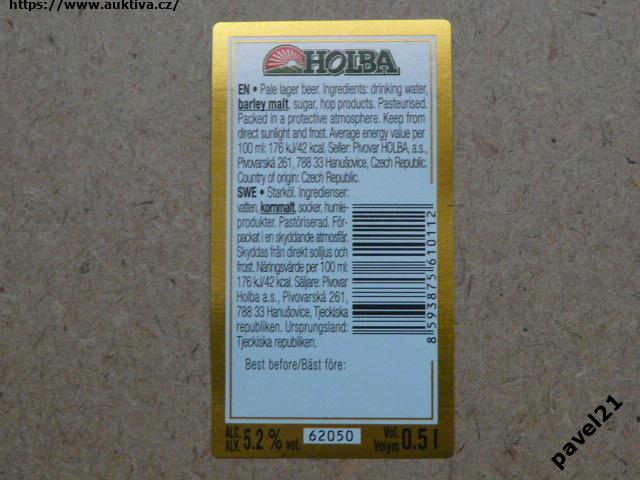 https://www.auktiva.cz/
HOLBA
EN • Pale lager beer. Ingredients: drinking water,
barley malt, sugar, hop products. Pasteurised.
Packed in a protective atmosphere. Keep from
direct sunlight and frost. Average energy value per
100 ml: 176 kJ/42 kcal. Seller: Pivovar HOLBA, a.s.,
Pivovarská 261, 788 33 Hanušovice, Czech Republic.
Country of origin: Czech Republic.
SWE • Starköl. Ingredienser:
vatten, kornmalt, socker, humle-
produkter. Pastöriserad. För-
packat i en skyddande atmosfär.
Skyddas från direkt solljus och
frost. Näringsvärde per 100 ml:
176 kJ/42 kcal. Säljare: Pivovar
Holba a.s., Pivovarská 261,
788 33 Hanušovice, Tjeckiska
republiken. Ursprungsland:
Tjeckiska republiken.
8 593875 610112
Best before/Bäst före:
ALC. ALK. 5.2 % vol.
62050
Vol. Volym 0.5 l
pavel21